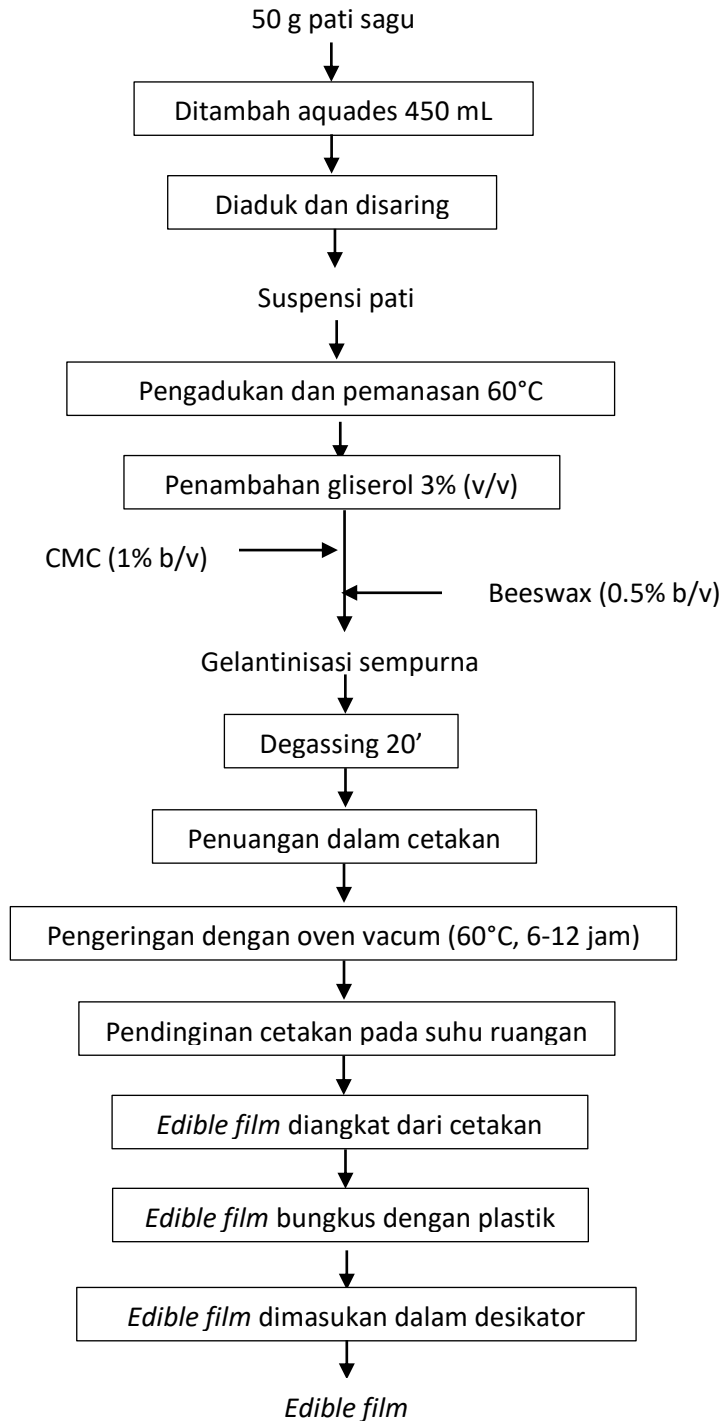 50 g pati sagu
Ditambah aquades 450 mL
Diaduk dan disaring
Suspensi pati
Pengadukan dan pemanasan 60°C
Penambahan gliserol 3% (v/v)
CMC (1% b/v)
Beeswax (0.5% b/v)
Gelantinisasi sempurna
Degassing 20’
Penuangan dalam cetakan
Pengeringan dengan oven vacum (60°C, 6-12 jam)
Pendinginan cetakan pada suhu ruangan
Edible film diangkat dari cetakan
Edible film bungkus dengan plastik
Edible film dimasukan dalam desikator
Edible film